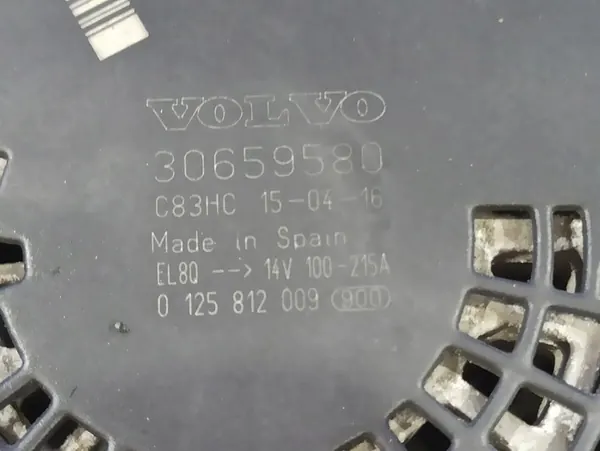 VOLVO
30659580
C83HC 15-04-16
Made in Spain
EL80 --> 14V 100-215A
0 125 812 009 900